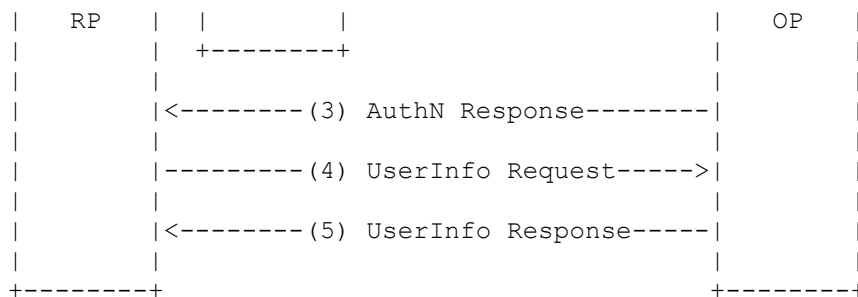 RP OP
<--------(3) AuthN Response--------
---------(4) UserInfo Request----->
<--------(5) UserInfo Response-----